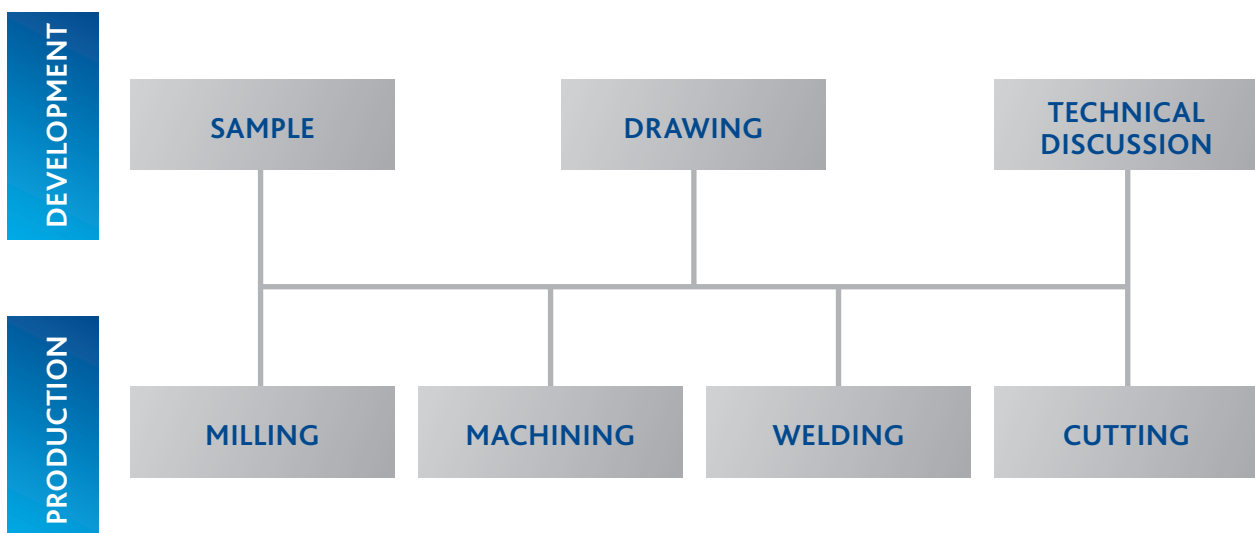 DEVELOPMENT
SAMPLE
DRAWING
TECHNICAL
DISCUSSION
PRODUCTION
MILLING
MACHINING
WELDING
CUTTING